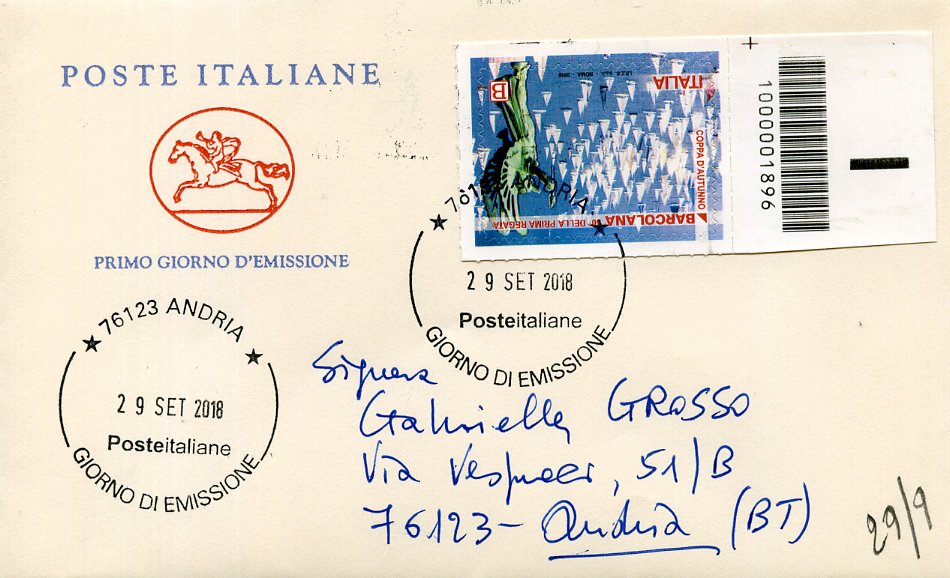 POSTE ITALIANE
PRIMO GIORNO D'EMISSIONE
ITALIA
B
I.P.Z.S. S.p.A. - ROMA - 2018
COPPA D'AUTUNNO
BARCOLANA
DELLA PRIMA REGATA
1000001896
76123 ANDRIA
29 SET 2018
Posteitaliane
GIORNO DI EMISSIONE
76123 ANDRIA
29 SET 2018
Posteitaliane
GIORNO DI EMISSIONE
Signora
Gabriella GROSSO
Via 51/B
76123 - Andria (BT)
29/9